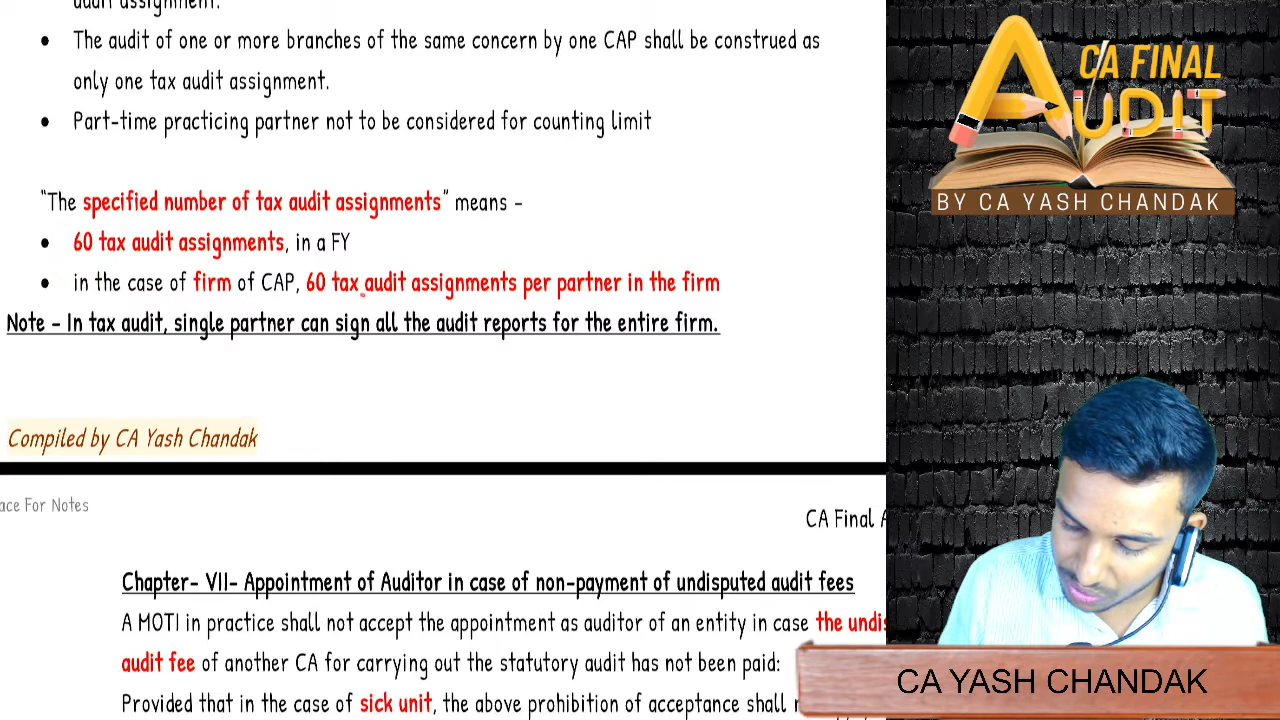 audit assignment.
• The audit of one or more branches of the same concern by one CAP shall be construed as
only one tax audit assignment.
• Part-time practicing partner not to be considered for counting limit
"The specified number of tax audit assignments" means –
• 60 tax audit assignments, in a FY
• in the case of firm of CAP, 60 tax audit assignments per partner in the firm
Note – In tax audit, single partner can sign all the audit reports for the entire firm.
Compiled by CA Yash Chandak
ace For Notes
CA Final A
Chapter- VII- Appointment of Auditor in case of non-payment of undisputed audit fees
A MOTI in practice shall not accept the appointment as auditor of an entity in case the undis
audit fee of another CA for carrying out the statutory audit has not been paid:
Provided that in the case of sick unit, the above prohibition of acceptance shall
CA FINAL
AUDIT
BY CA YASH CHANDAK
CA YASH CHANDAK